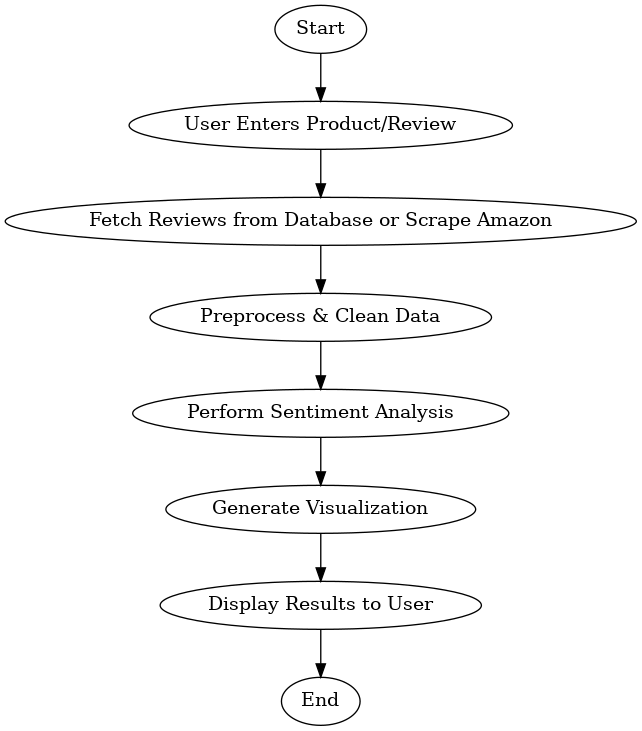 Start
User Enters Product/Review
Fetch Reviews from Database or Scrape Amazon
Preprocess & Clean Data
Perform Sentiment Analysis
Generate Visualization
Display Results to User
End